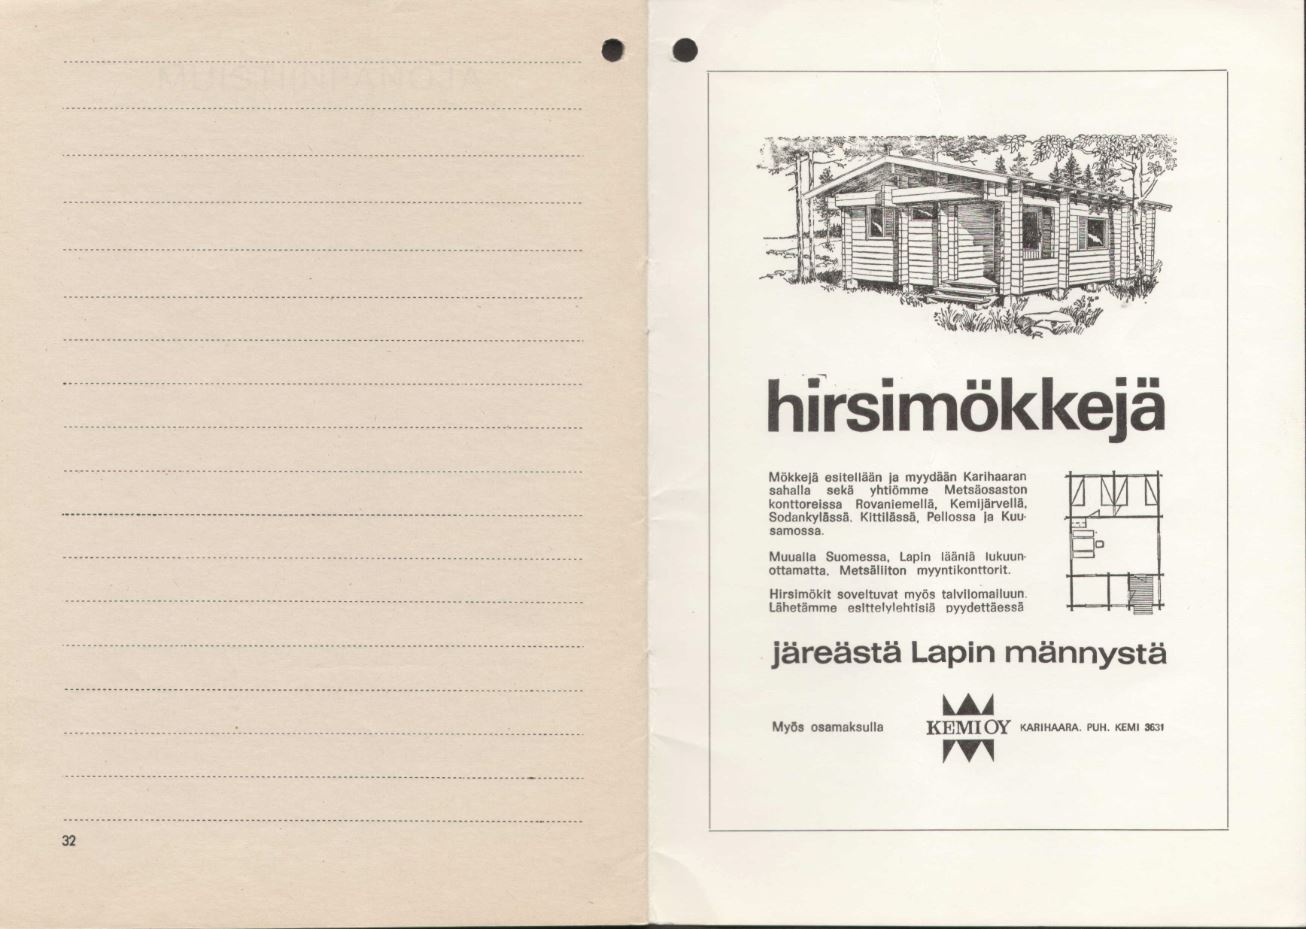 32
hirsimökkejä
Mökkejä esitellään ja myydään Karihaaran
sahalla sekä yhtiömme Metsäosaston
konttoreissa Rovaniemellä, Kemijärvellä,
Sodankylässä. Kittilässä, Pellossa ja Kuu-
samossa.
Muualla Suomessa, Lapin lääniä lukuun-
ottamatta, Metsäliiton myyntikonttorit.
Hirsimökit soveltuvat myös talvilomailuun.
Lähetämme esittelylehtisiä pyydettäessä
järeästä Lapin männystä
Myös osamaksulla
KEMI OY
KARIHAARA. PUH. KEMI 3631